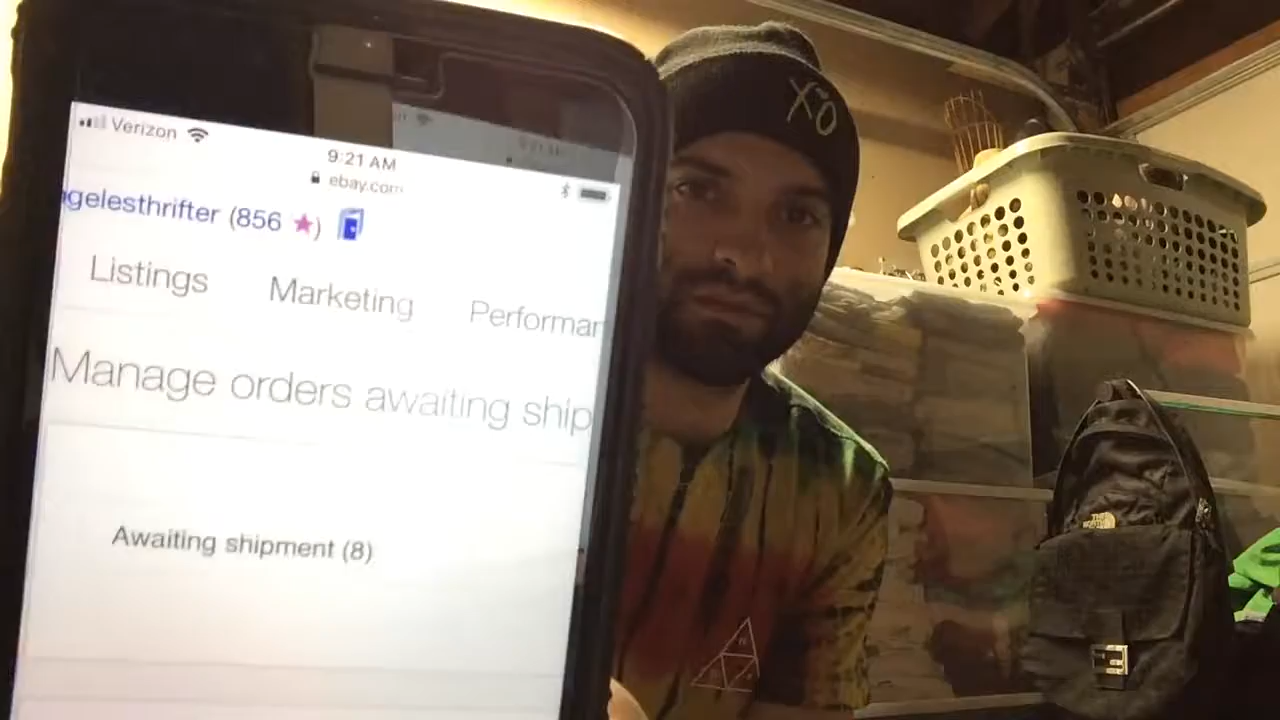 Verizon
9:21 AM
ebay.com
gelesthrifter (856 ★)
Listings Marketing Performan
Manage orders awaiting ship
Awaiting shipment (8)
XO
THE NORTH FACE